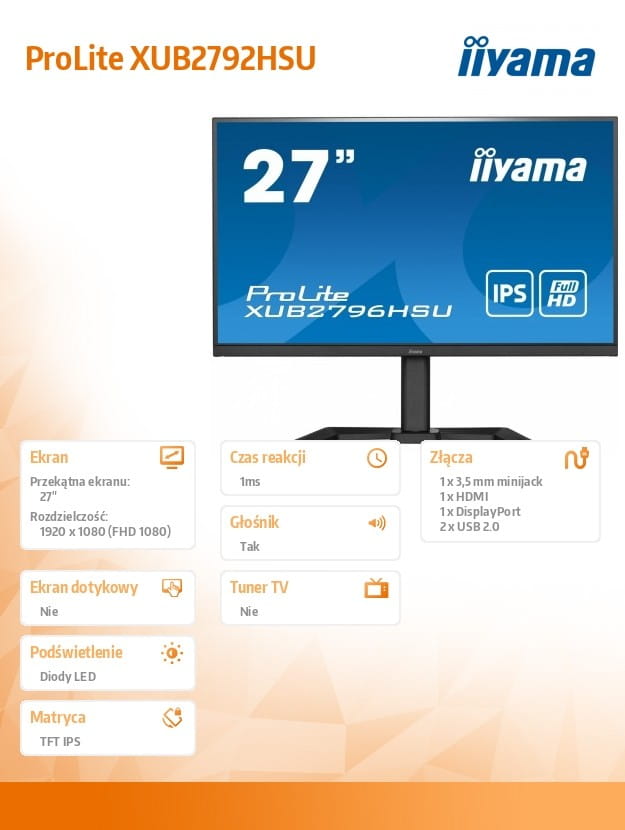 ProLite XUB2792HSU
iiyama
27”
iiyama
ProLite
XUB2796HSU
IPS
Full HD
iiyama
Ekran
Przekątna ekranu:
27"
Rozdzielczość:
1920 x 1080 (FHD 1080)
Ekran dotykowy
Nie
Podświetlenie
Diody LED
Matryca
TFT IPS
Czas reakcji
1ms
Głośnik
Tak
Tuner TV
Nie
Złącza
1 x 3,5 mm minijack
1 x HDMI
1 x DisplayPort
2 x USB 2.0